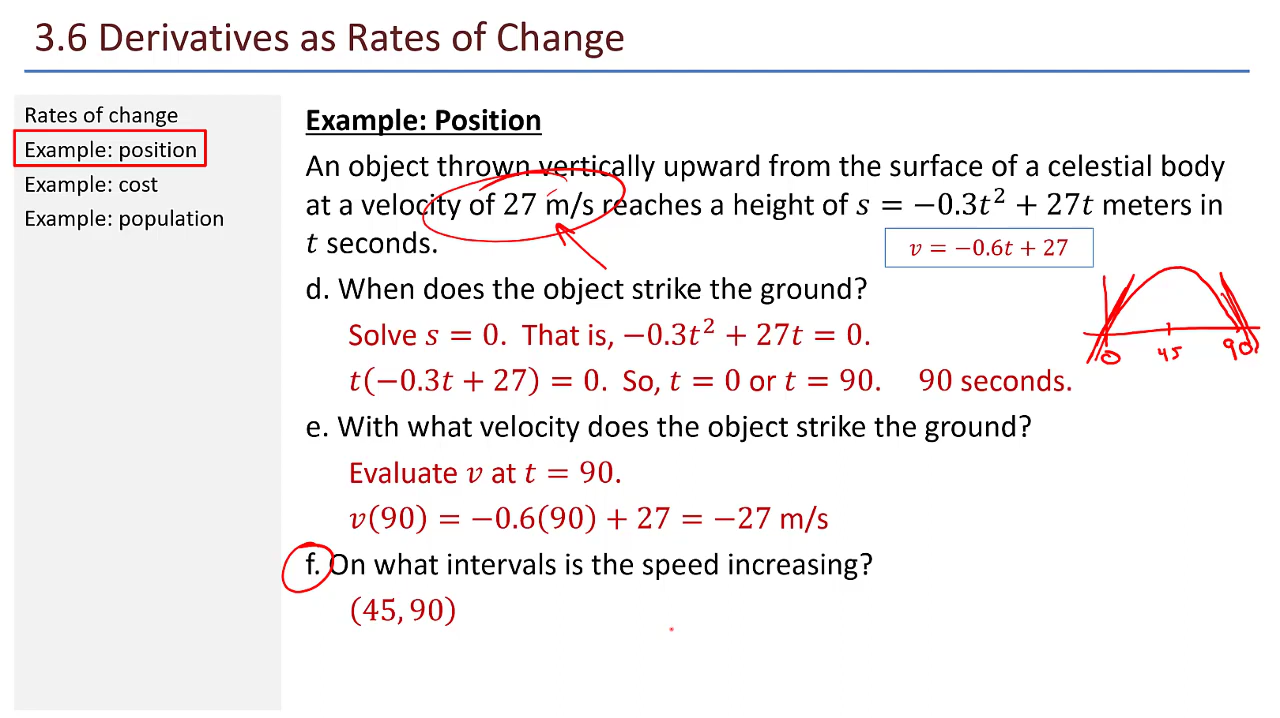 3.6 Derivatives as Rates of Change
Rates of change
Example: position
Example: cost
Example: population
Example: Position
An object thrown vertically upward from the surface of a celestial body
at a velocity of 27 m/s reaches a height of 𝑠 = −0.3𝑡² + 27𝑡 meters in
𝑡 seconds.
𝑣 = −0.6𝑡 + 27
d. When does the object strike the ground?
Solve 𝑠 = 0. That is, −0.3𝑡² + 27𝑡 = 0.
𝑡(−0.3𝑡 + 27) = 0. So, 𝑡 = 0 or 𝑡 = 90. 90 seconds.
0 45 90
e. With what velocity does the object strike the ground?
Evaluate 𝑣 at 𝑡 = 90.
𝑣(90) = −0.6(90) + 27 = −27 m/s
f. On what intervals is the speed increasing?
(45, 90)